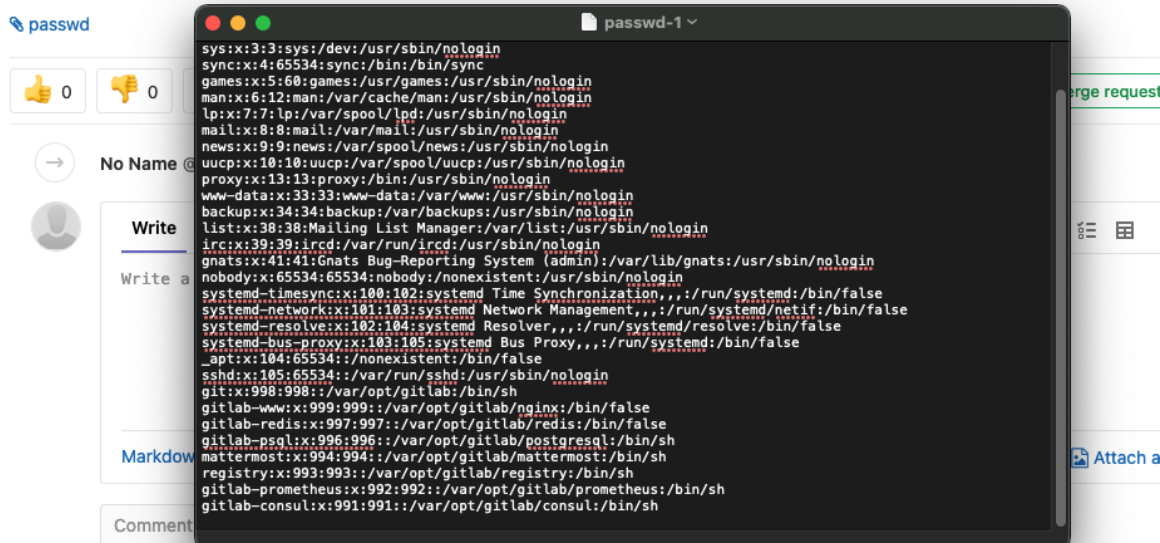 passwd
passwd-1
0
0
erge request
No Name @
Write
Write a
Markdow
Attach a
Comment
sys:x:3:3:sys:/dev:/usr/sbin/nologin
sync:x:4:65534:sync:/bin:/bin/sync
games:x:5:60:games:/usr/games:/usr/sbin/nologin
man:x:6:12:man:/var/cache/man:/usr/sbin/nologin
lp:x:7:7:lp:/var/spool/lpd:/usr/sbin/nologin
mail:x:8:8:mail:/var/mail:/usr/sbin/nologin
news:x:9:9:news:/var/spool/news:/usr/sbin/nologin
uucp:x:10:10:uucp:/var/spool/uucp:/usr/sbin/nologin
proxy:x:13:13:proxy:/bin:/usr/sbin/nologin
www-data:x:33:33:www-data:/var/www:/usr/sbin/nologin
backup:x:34:34:backup:/var/backups:/usr/sbin/nologin
list:x:38:38:Mailing List Manager:/var/list:/usr/sbin/nologin
irc:x:39:39:ircd:/var/run/ircd:/usr/sbin/nologin
gnats:x:41:41:Gnats Bug-Reporting System (admin):/var/lib/gnats:/usr/sbin/nologin
nobody:x:65534:65534:nobody:/nonexistent:/usr/sbin/nologin
systemd-timesync:x:100:102:systemd Time Synchronization,,,:/run/systemd:/bin/false
systemd-network:x:101:103:systemd Network Management,,,:/run/systemd/netif:/bin/false
systemd-resolve:x:102:104:systemd Resolver,,,:/run/systemd/resolve:/bin/false
systemd-bus-proxy:x:103:105:systemd Bus Proxy,,,:/run/systemd:/bin/false
_apt:x:104:65534::/nonexistent:/bin/false
sshd:x:105:65534::/var/run/sshd:/usr/sbin/nologin
git:x:998:998::/var/opt/gitlab:/bin/sh
gitlab-www:x:999:999::/var/opt/gitlab/nginx:/bin/false
gitlab-redis:x:997:997::/var/opt/gitlab/redis:/bin/false
gitlab-psql:x:996:996::/var/opt/gitlab/postgresql:/bin/sh
mattermost:x:994:994::/var/opt/gitlab/mattermost:/bin/sh
registry:x:993:993::/var/opt/gitlab/registry:/bin/sh
gitlab-prometheus:x:992:992::/var/opt/gitlab/prometheus:/bin/sh
gitlab-consul:x:991:991::/var/opt/gitlab/consul:/bin/sh